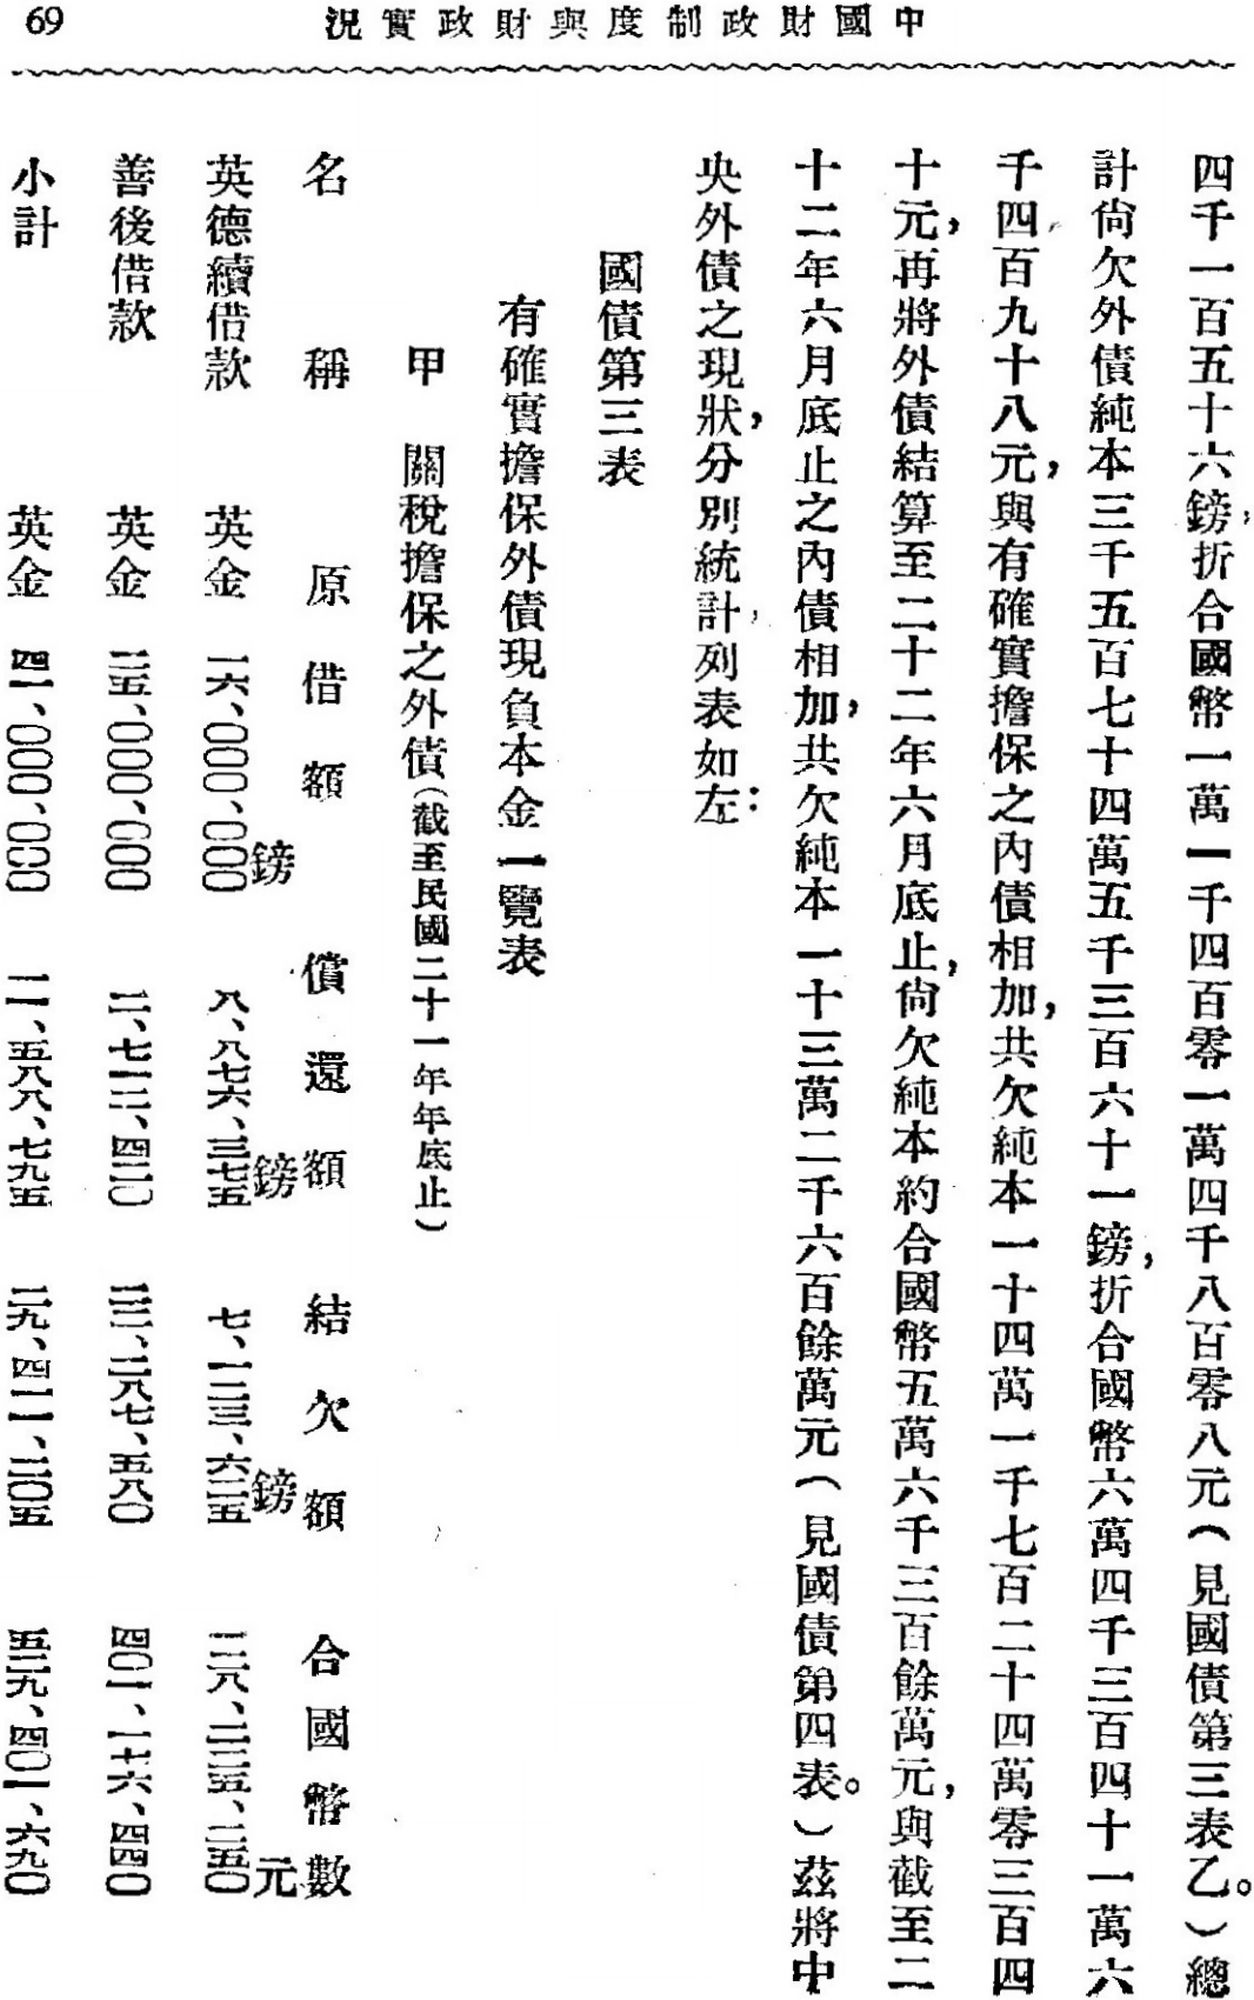 69
中國財政制度與財政實況
四千一百五十六鎊，折合國幣一萬一千四百零一萬四千八百零八元（見國債第三表乙。）總
計尙欠外債純本三千五百七十四萬五千三百六十一鎊，折合國幣六萬四千三百四十一萬六
千四百九十八元，與有確實擔保之內債相加，共欠純本一十四萬一千七百二十四萬零三百四
十元，再將外債結算至二十二年六月底止，尙欠純本約合國幣五萬六千三百餘萬元，與截至二
十二年六月底止之內債相加，共欠純本一十三萬二千六百餘萬元（見國債第四表。）茲將中
央外債之現狀，分別統計，列表如左：
國債第三表
有確實擔保外債現負本金一覽表
甲　關稅擔保之外債（截至民國二十一年年底止）
名稱　原借額　償還額　結欠額　合國幣數
鎊　鎊　鎊　元
英德續借款　英金　一六、〇〇〇、〇〇〇　八、八七六、三七五　七、一二三、六二五　一二八、二二五、二五〇
善後借款　英金　二五、〇〇〇、〇〇〇　二、七一二、四二〇　二二、二八七、五八〇　四〇一、一七六、四四〇
小計　英金　四一、〇〇〇、〇〇〇　一一、五八八、七九五　二九、四一一、二〇五　五二九、四〇一、六九〇